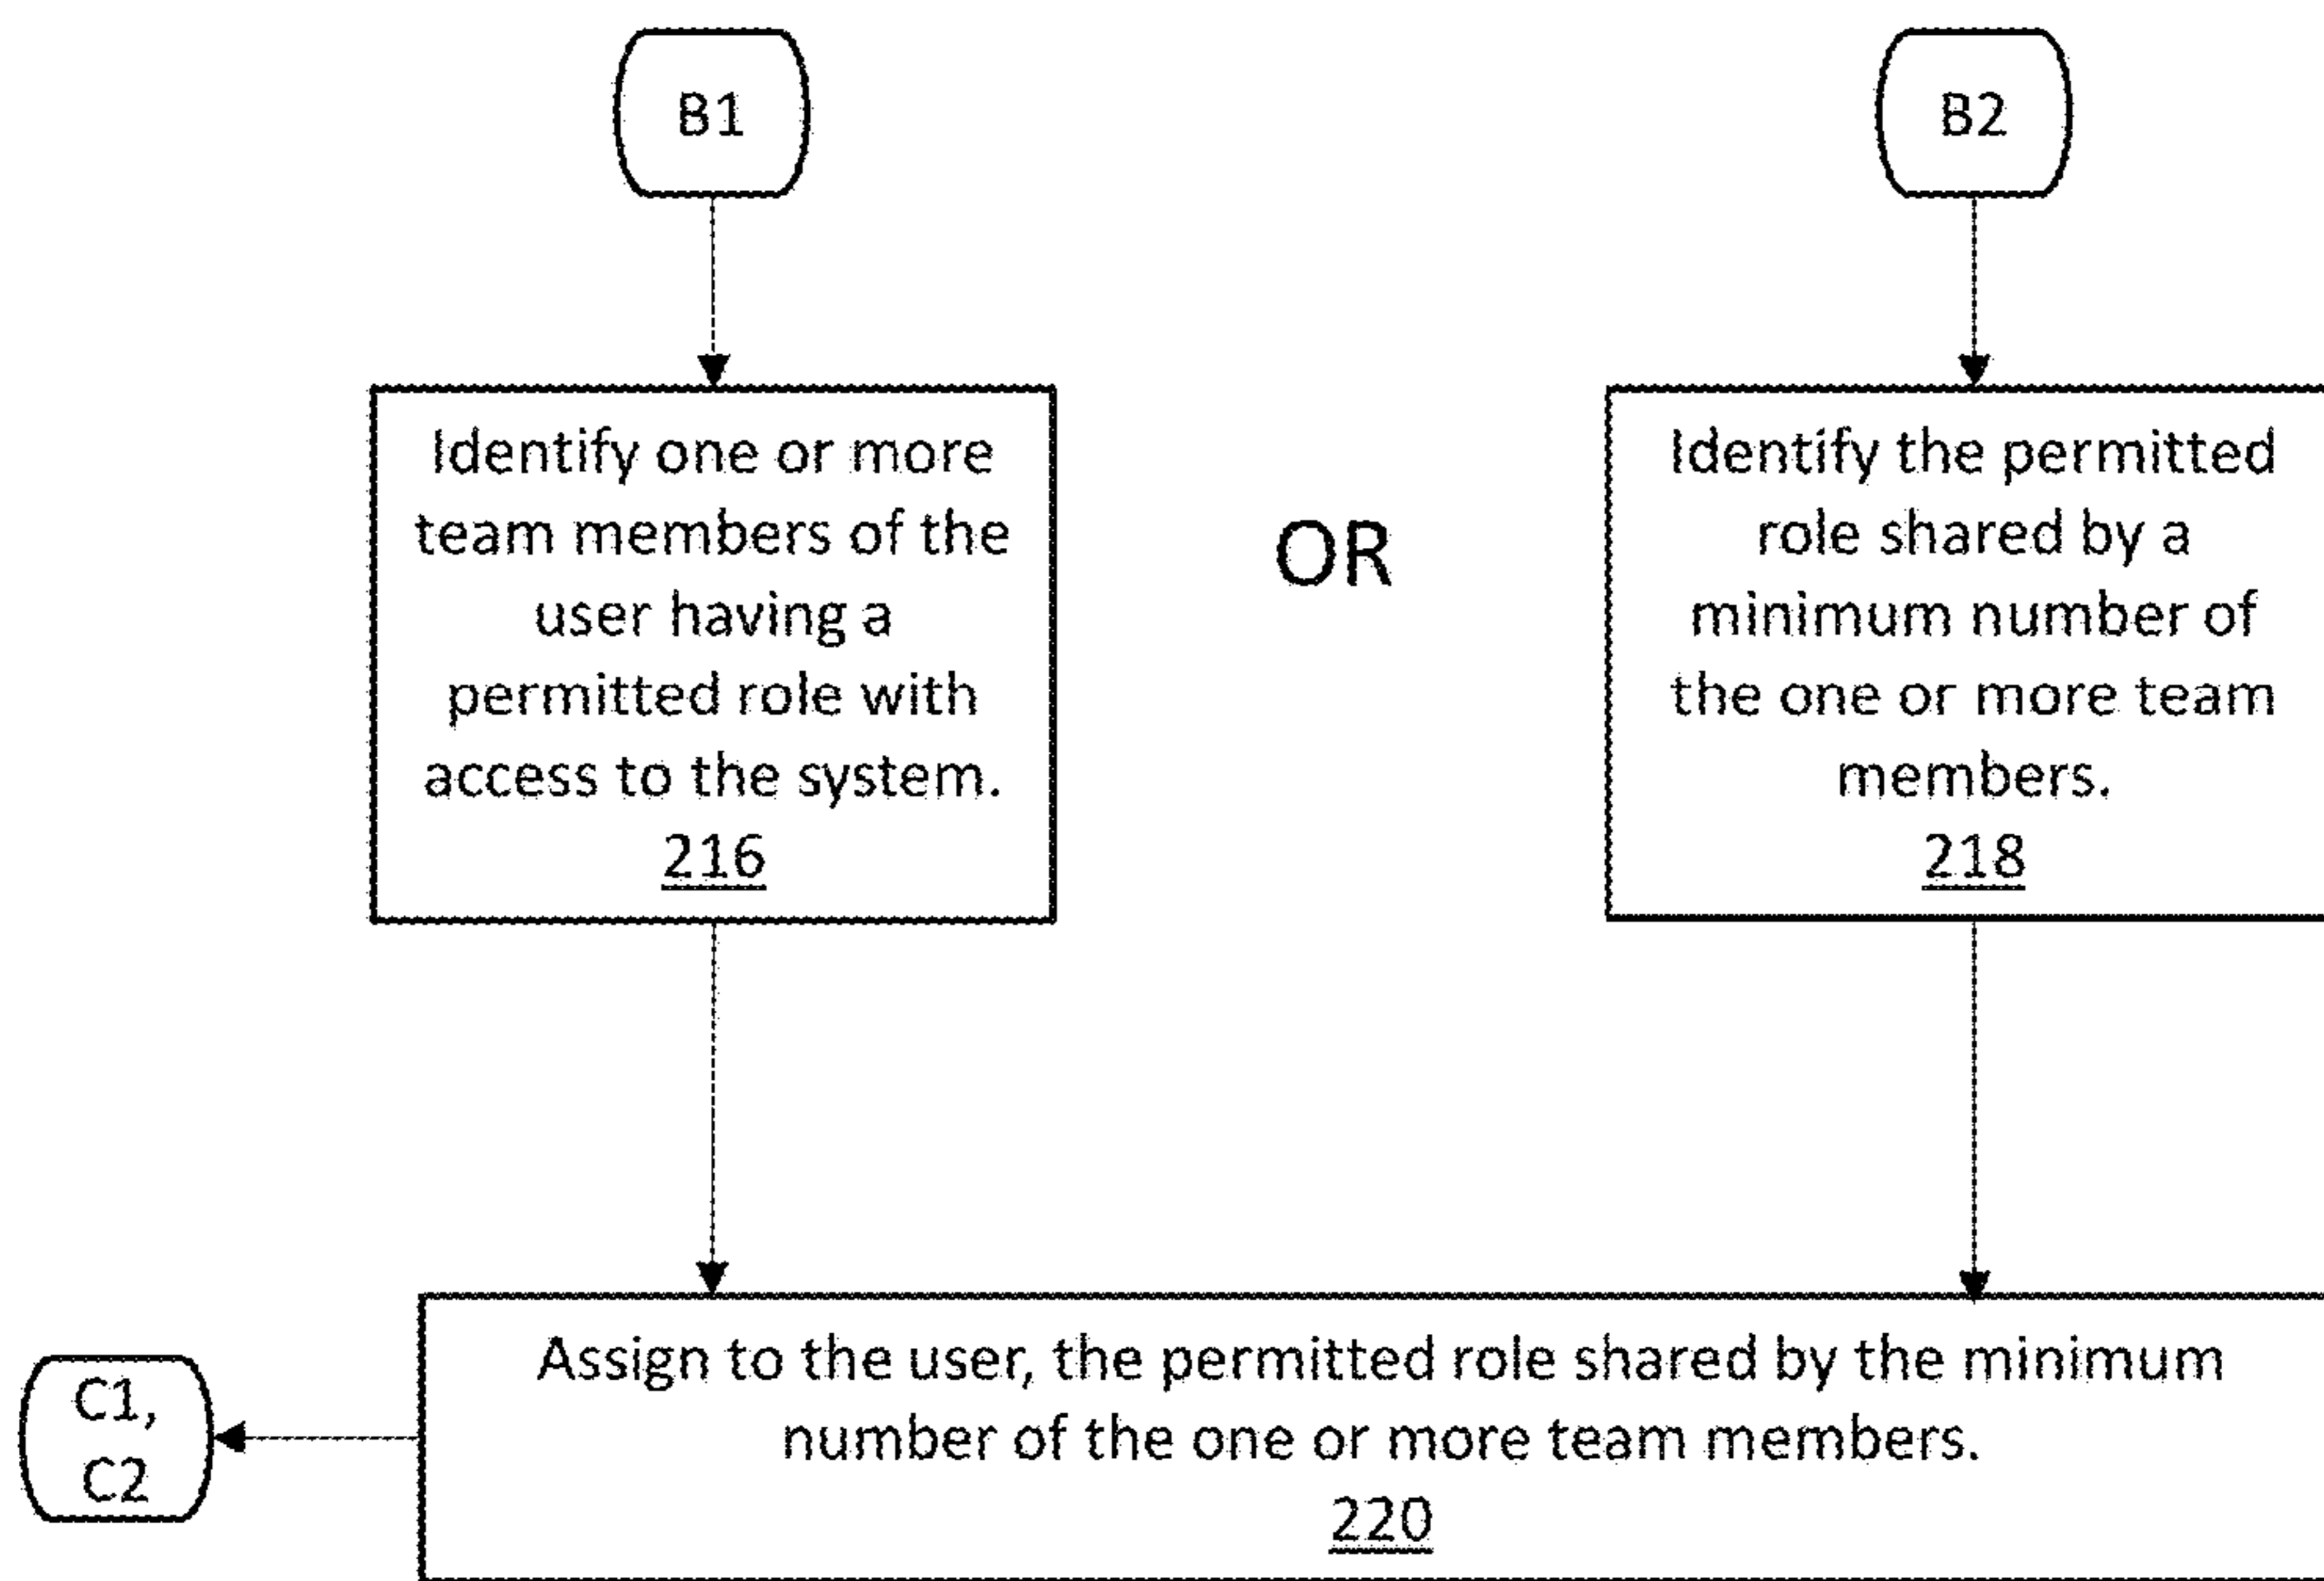 B1
B2
Identify one or more
team members of the
user having a
permitted role with
access to the system.
216
OR
Identify the permitted
role shared by a
minimum number of
the one or more team
members.
218
Assign to the user, the permitted role shared by the minimum
number of the one or more team members.
220
C1,
C2